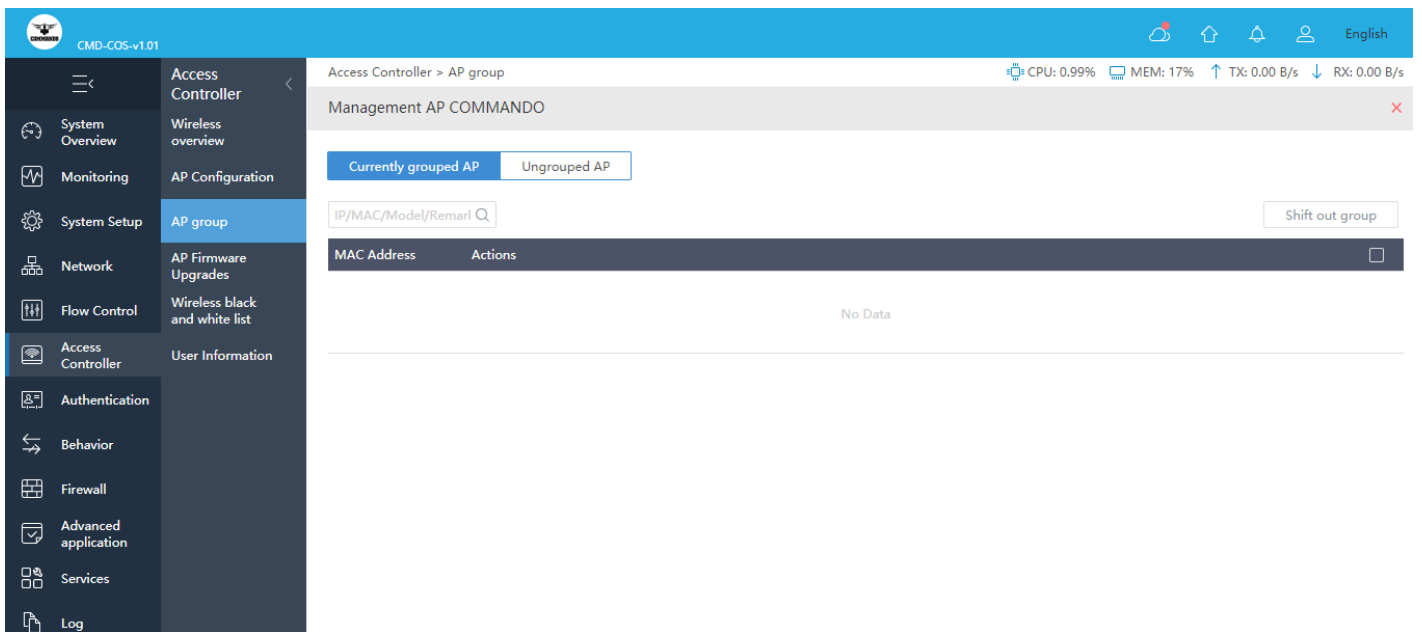 COMMANDO
CMD-COS-v1.01
English
Access
Controller
Access Controller > AP group
CPU: 0.99%
MEM: 17%
TX: 0.00 B/s
RX: 0.00 B/s
Management AP COMMANDO
System
Overview
Monitoring
System Setup
Network
Flow Control
Access
Controller
Authentication
Behavior
Firewall
Advanced
application
Services
Log
Wireless
overview
AP Configuration
AP group
AP Firmware
Upgrades
Wireless black
and white list
User Information
Currently grouped AP
Ungrouped AP
IP/MAC/Model/Remarl
Shift out group
MAC Address
Actions
No Data